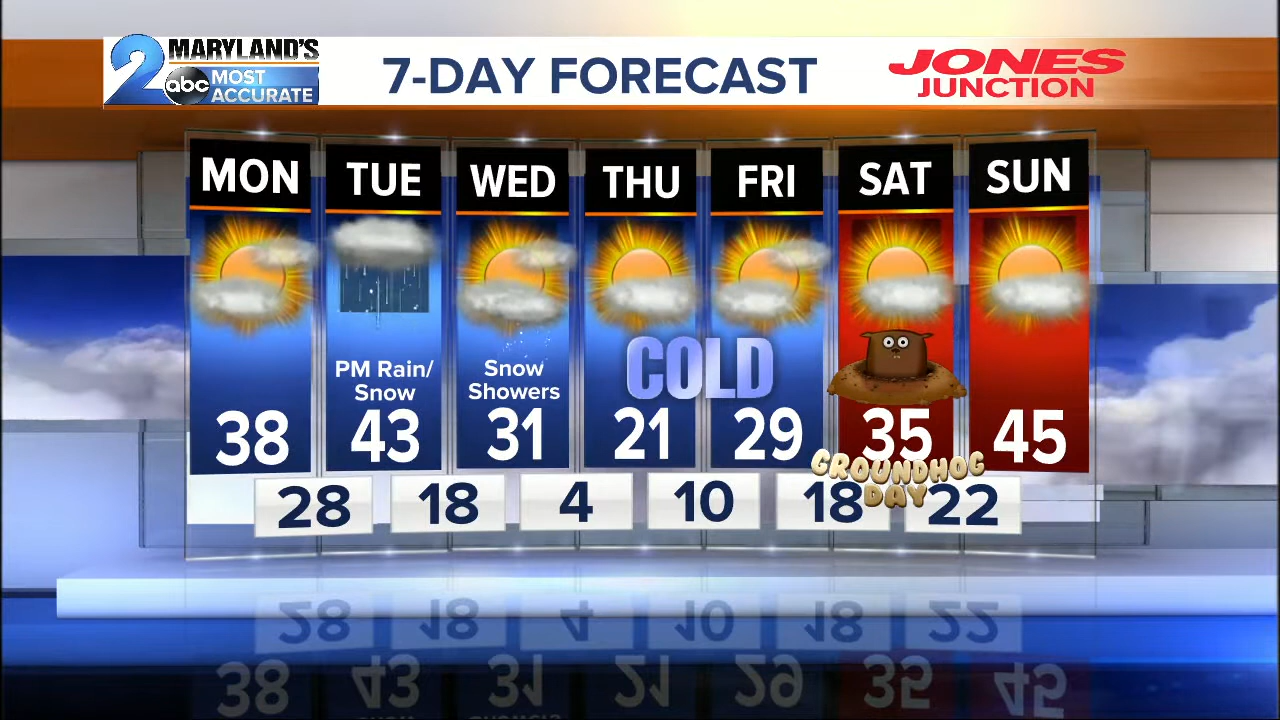 2
abc
MARYLAND'S
MOST
ACCURATE
7-DAY FORECAST
JONES
JUNCTION
MON
TUE
WED
THU
FRI
SAT
SUN
PM Rain/
Snow
Snow
Showers
COLD
38
43
31
21
29
35
45
GROUNDHOG
DAY
28
18
4
10
18
22